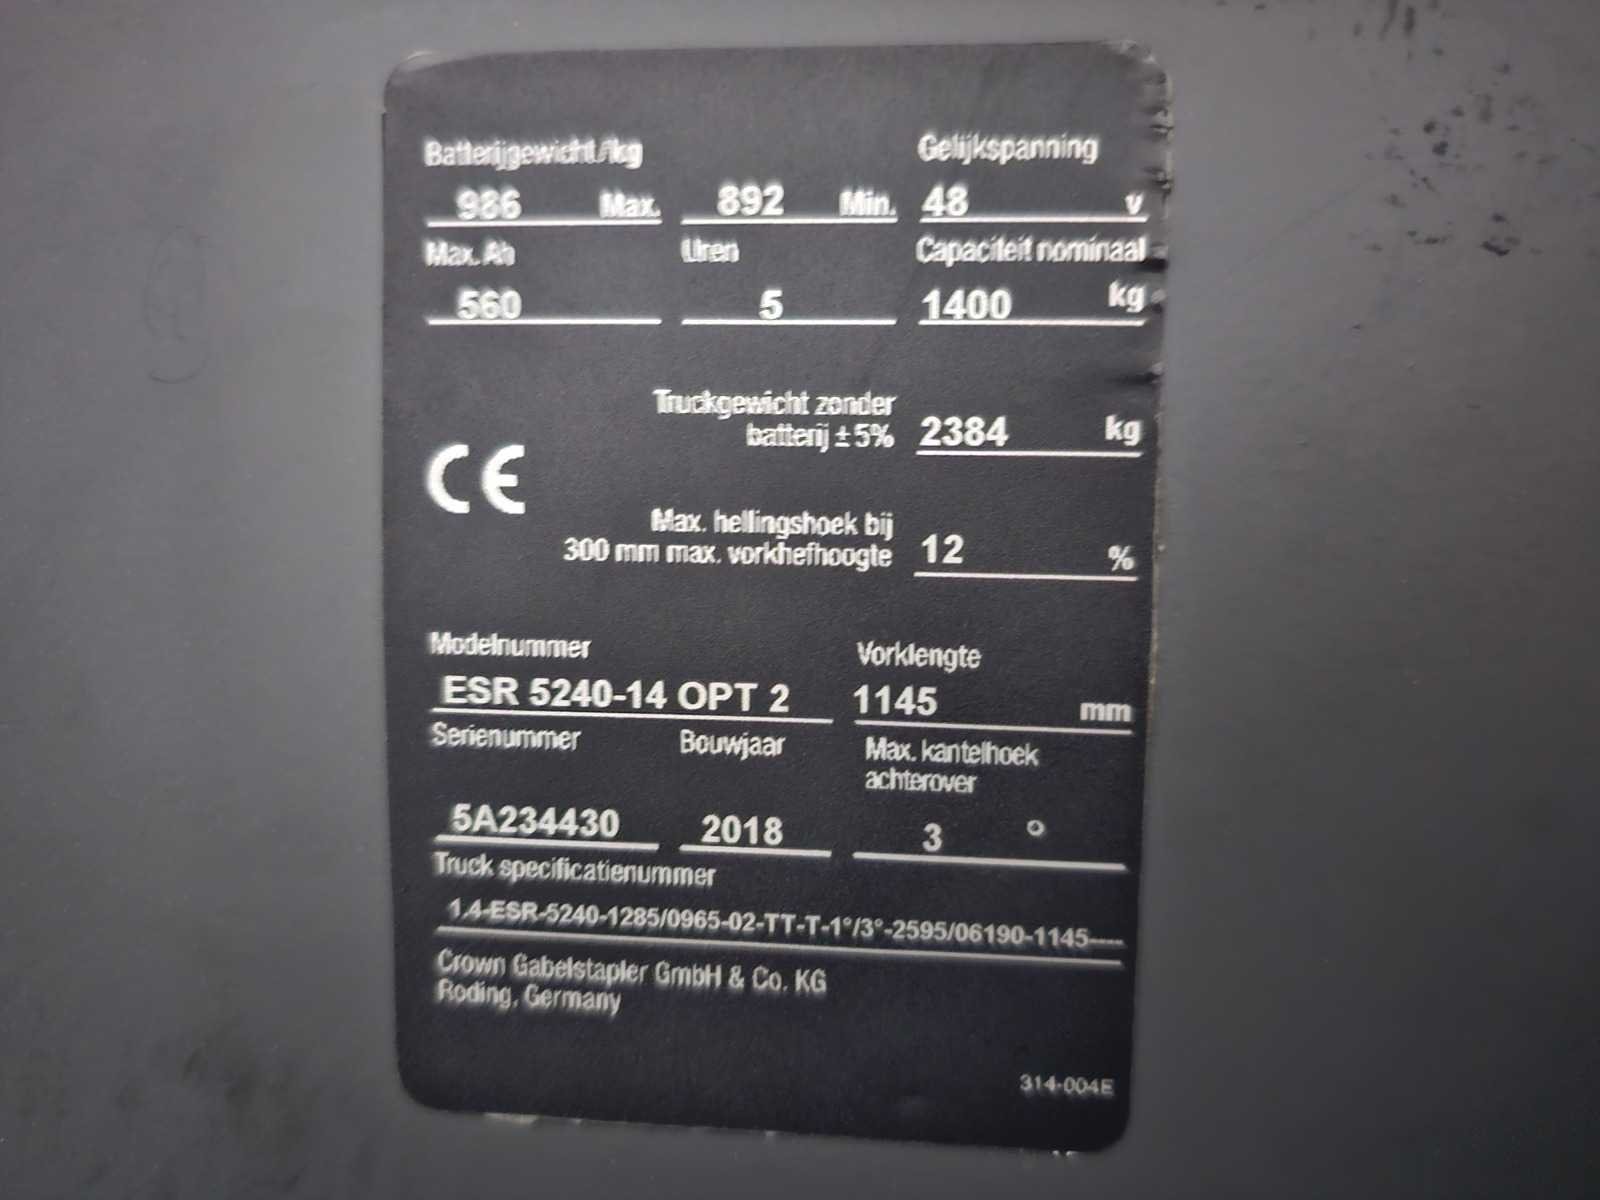 Batterijgewicht/kg Gelijkspanning
986 Max. 892 Min. 48 v
Max. Ah Uren Capaciteit nominaal
560 5 1400 kg
Truckgewicht zonder
batterij ±5% 2384 kg
CE
Max. hellingshoek bij
300 mm max. vorkhefhoogte 12 %
Modelnummer Vorklengte
ESR 5240-14 OPT 2 1145 mm
Serienummer Bouwjaar Max. kantelhoek
achterover
5A234430 2018 3 °
Truck specificatienummer
1.4-ESR-5240-1285/0965-02-TT-T-1°/3°-2595/06190-1145----
Crown Gabelstapler GmbH & Co. KG
Roding, Germany
314-004E